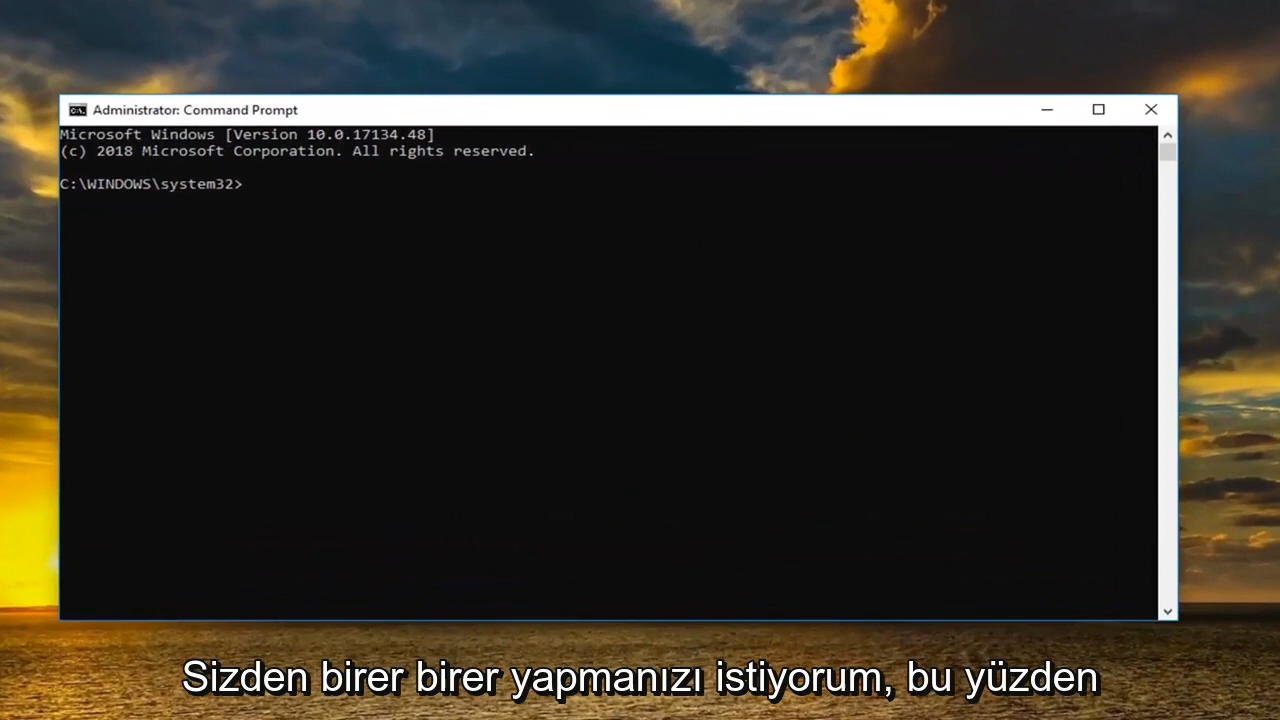 Administrator: Command Prompt
Microsoft Windows [Version 10.0.17134.48]
(c) 2018 Microsoft Corporation. All rights reserved.
C:\WINDOWS\system32>
Sizden birer birer yapmanızı istiyorum, bu yüzden